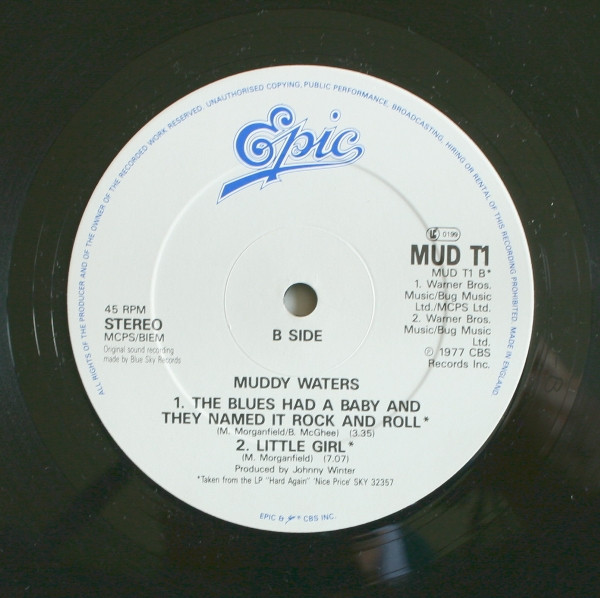 ALL RIGHTS OF THE PRODUCER AND OF THE OWNER OF THE RECORDED WORK RESERVED. UNAUTHORISED COPYING, PUBLIC PERFORMANCE, BROADCASTING, HIRING OR RENTAL OF THIS RECORDING PROHIBITED. MADE IN ENGLAND
Epic
LC 0199
MUD T1
MUD T1 B*
1. Warner Bros.
Music/Bug Music
Ltd./MCPS Ltd.
2. Warner Bros.
Music/Bug Music
Ltd.
℗ 1977 CBS
Records Inc.
45 RPM
STEREO
MCPS/BIEM
Original sound recording
made by Blue Sky Records
B SIDE
MUDDY WATERS
1. THE BLUES HAD A BABY AND
THEY NAMED IT ROCK AND ROLL*
(M. Morganfield/B. McGhee) (3.35)
2. LITTLE GIRL*
(M. Morganfield) (7.07)
Produced by Johnny Winter
*Taken from the LP "Hard Again" 'Nice Price' SKY 32357
EPIC & ® CBS INC.